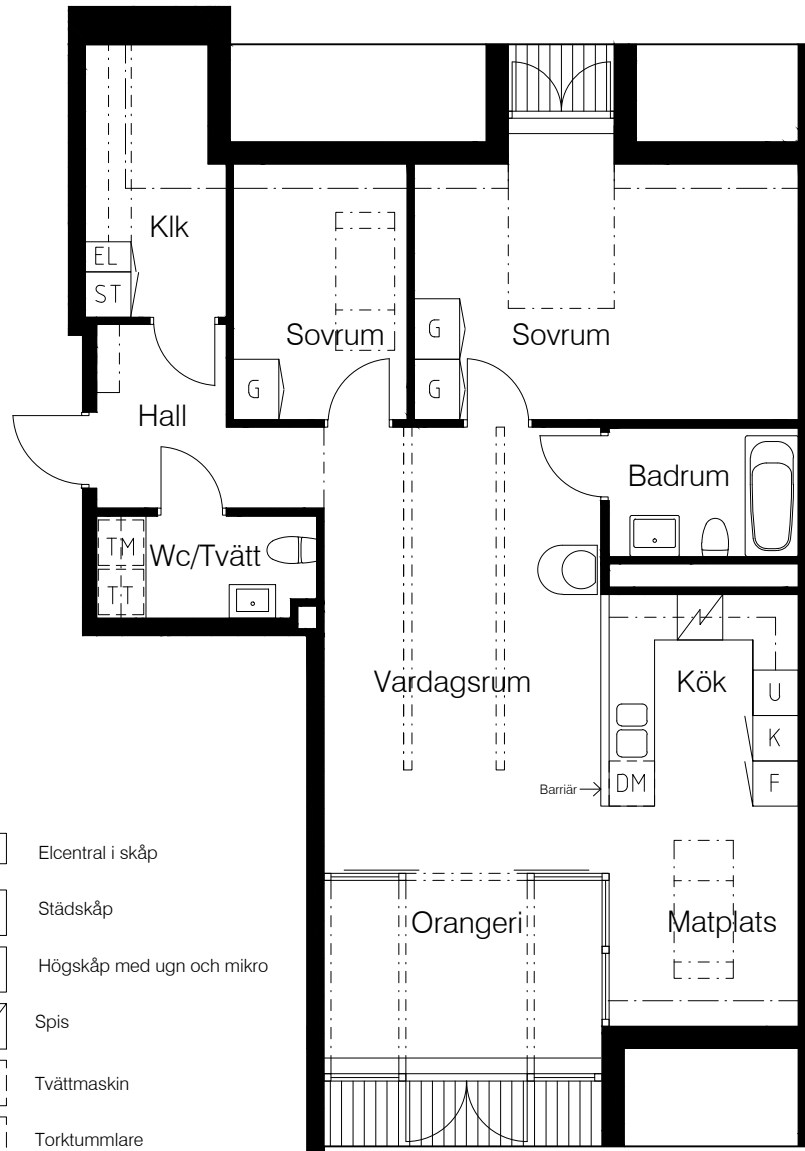 Klk
EL
ST
Sovrum
Sovrum
G
G
G
Hall
Badrum
TM
Wc/Tvätt
TT
Vardagsrum
Kök
U
K
Barriär
DM
F
Orangeri
Matplats
Elcentral i skåp
Städskåp
Högskåp med ugn och mikro
Spis
Tvättmaskin
Torktummlare